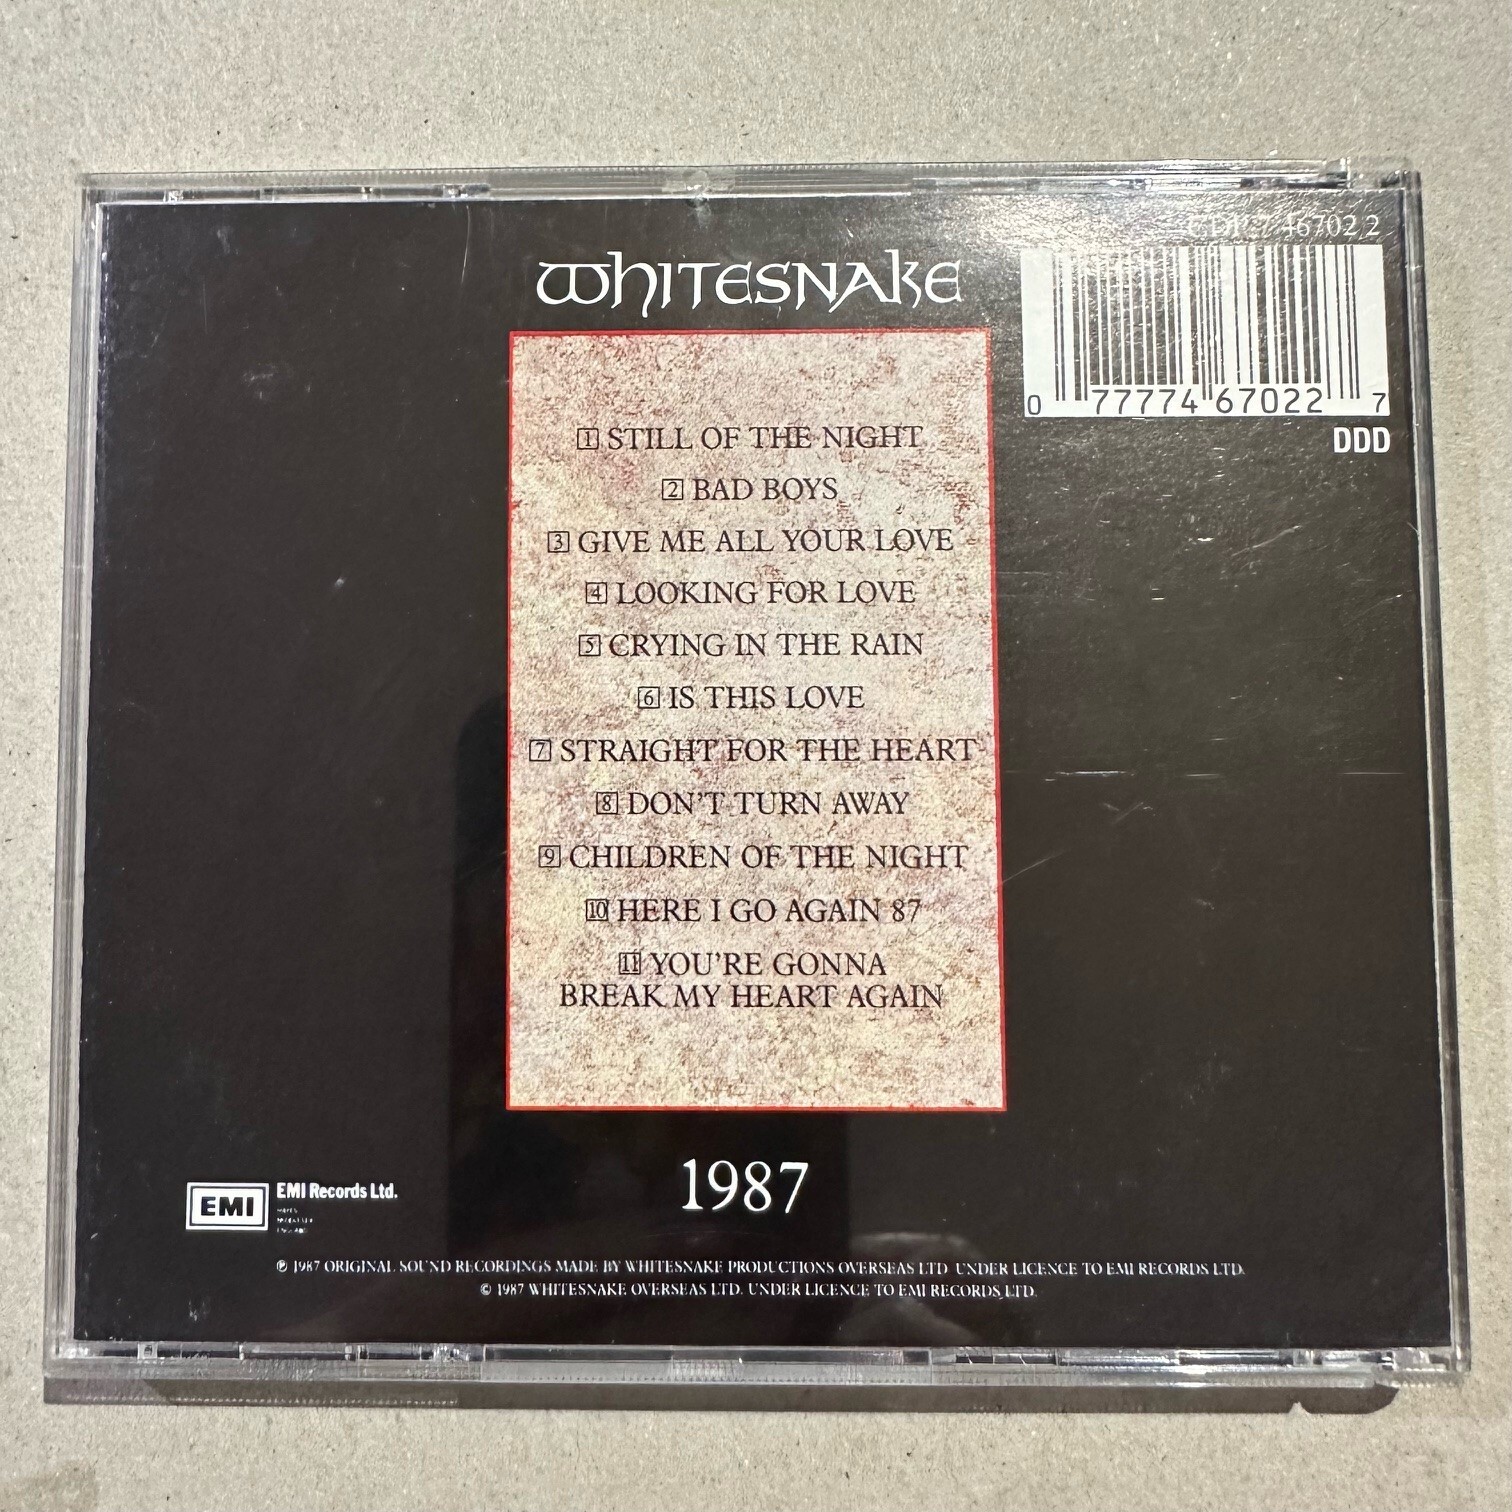 46702 2
WHITESNAKE
0 77774 67022 7
DDD
1 STILL OF THE NIGHT
2 BAD BOYS
3 GIVE ME ALL YOUR LOVE
4 LOOKING FOR LOVE
5 CRYING IN THE RAIN
6 IS THIS LOVE
7 STRAIGHT FOR THE HEART
8 DON'T TURN AWAY
9 CHILDREN OF THE NIGHT
10 HERE I GO AGAIN 87
11 YOU'RE GONNA
BREAK MY HEART AGAIN
1987
EMI
EMI Records Ltd.
℗ 1987 ORIGINAL SOUND RECORDINGS MADE BY WHITESNAKE PRODUCTIONS OVERSEAS LTD. UNDER LICENCE TO EMI RECORDS LTD.
© 1987 WHITESNAKE OVERSEAS LTD. UNDER LICENCE TO EMI RECORDS LTD.